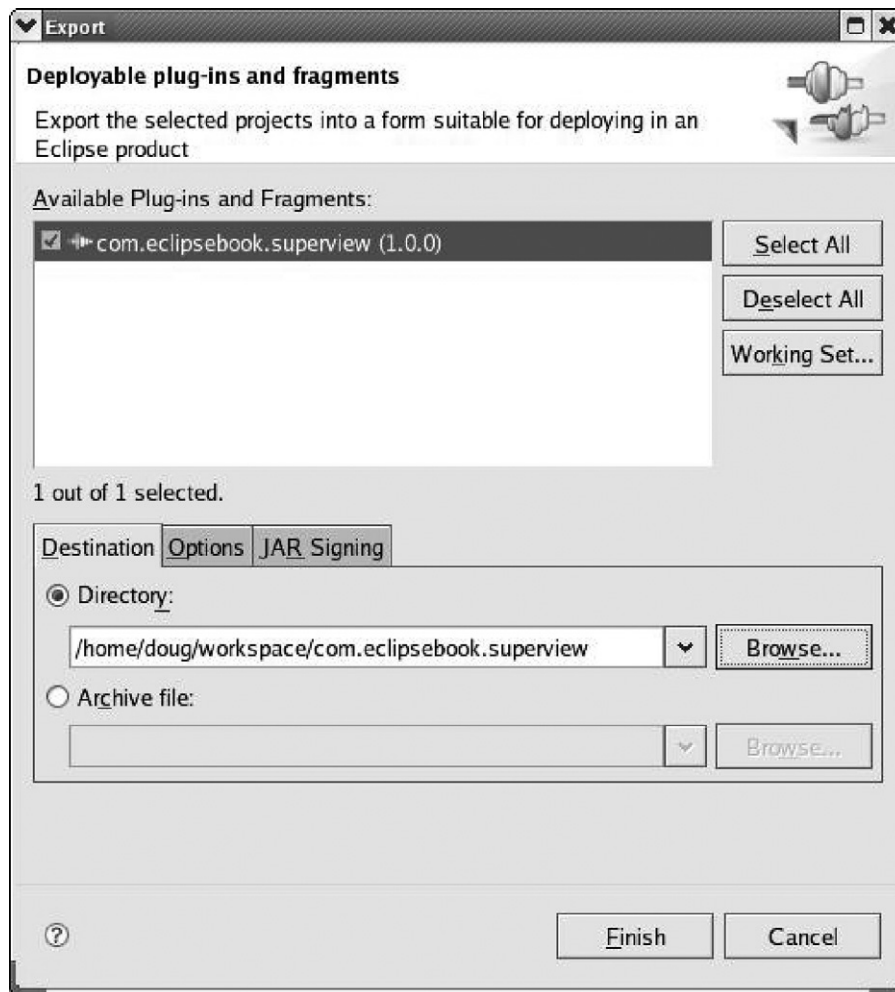 Export
Deployable plug-ins and fragments
Export the selected projects into a form suitable for deploying in an
Eclipse product
Available Plug-ins and Fragments:
com.eclipsebook.superview (1.0.0)
Select All
Deselect All
Working Set...
1 out of 1 selected.
Destination
Options
JAR Signing
Directory:
/home/doug/workspace/com.eclipsebook.superview
Browse...
Archive file:
Browse...
?
Finish
Cancel